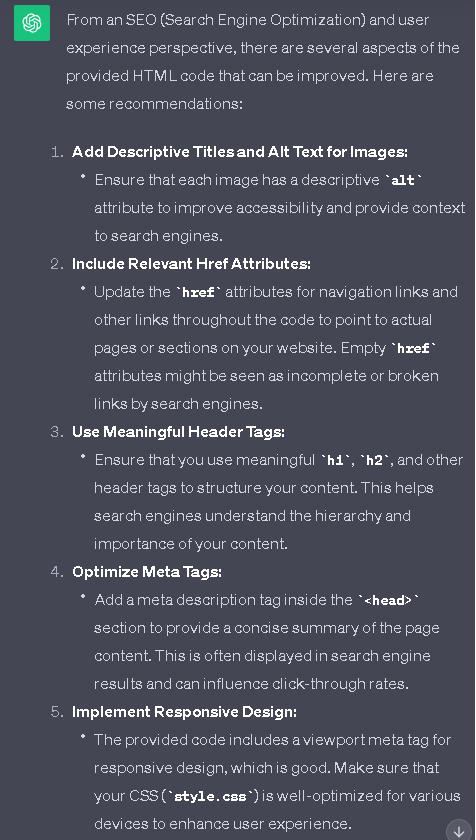 From an SEO (Search Engine Optimization) and user
experience perspective, there are several aspects of the
provided HTML code that can be improved. Here are
some recommendations:
1. Add Descriptive Titles and Alt Text for Images:
• Ensure that each image has a descriptive `alt`
attribute to improve accessibility and provide context
to search engines.
2. Include Relevant Href Attributes:
• Update the `href` attributes for navigation links and
other links throughout the code to point to actual
pages or sections on your website. Empty `href`
attributes might be seen as incomplete or broken
links by search engines.
3. Use Meaningful Header Tags:
• Ensure that you use meaningful `h1`, `h2`, and other
header tags to structure your content. This helps
search engines understand the hierarchy and
importance of your content.
4. Optimize Meta Tags:
• Add a meta description tag inside the `<head>`
section to provide a concise summary of the page
content. This is often displayed in search engine
results and can influence click-through rates.
5. Implement Responsive Design:
• The provided code includes a viewport meta tag for
responsive design, which is good. Make sure that
your CSS (`style.css`) is well-optimized for various
devices to enhance user experience.